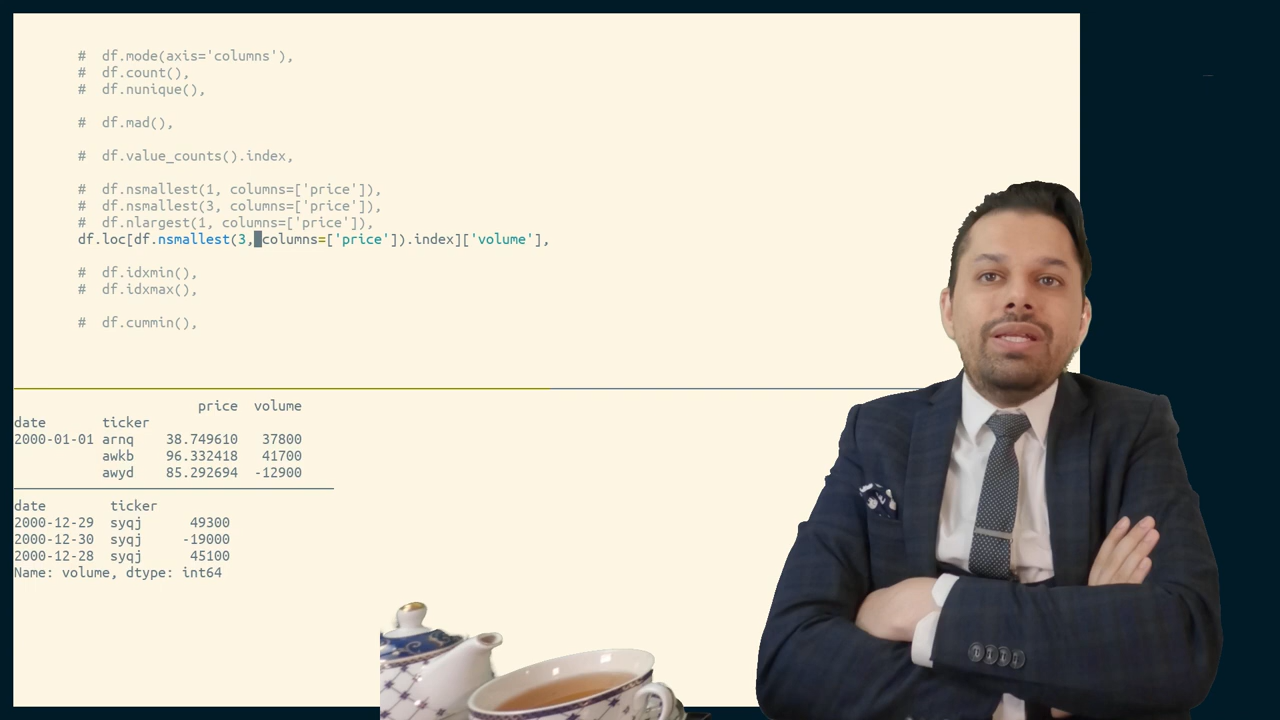 #  df.mode(axis='columns'),
#  df.count(),
#  df.nunique(),
#  df.mad(),
#  df.value_counts().index,
#  df.nsmallest(1, columns=['price']),
#  df.nsmallest(3, columns=['price']),
#  df.nlargest(1, columns=['price']),
df.loc[df.nsmallest(3, columns=['price']).index]['volume'],
#  df.idxmin(),
#  df.idxmax(),
#  df.cummin(),
price  volume
date       ticker
2000-01-01 arnq    38.749610   37800
awkb    96.332418   41700
awyd    85.292694  -12900
date        ticker
2000-12-29  syqj      49300
2000-12-30  syqj     -19000
2000-12-28  syqj      45100
Name: volume, dtype: int64